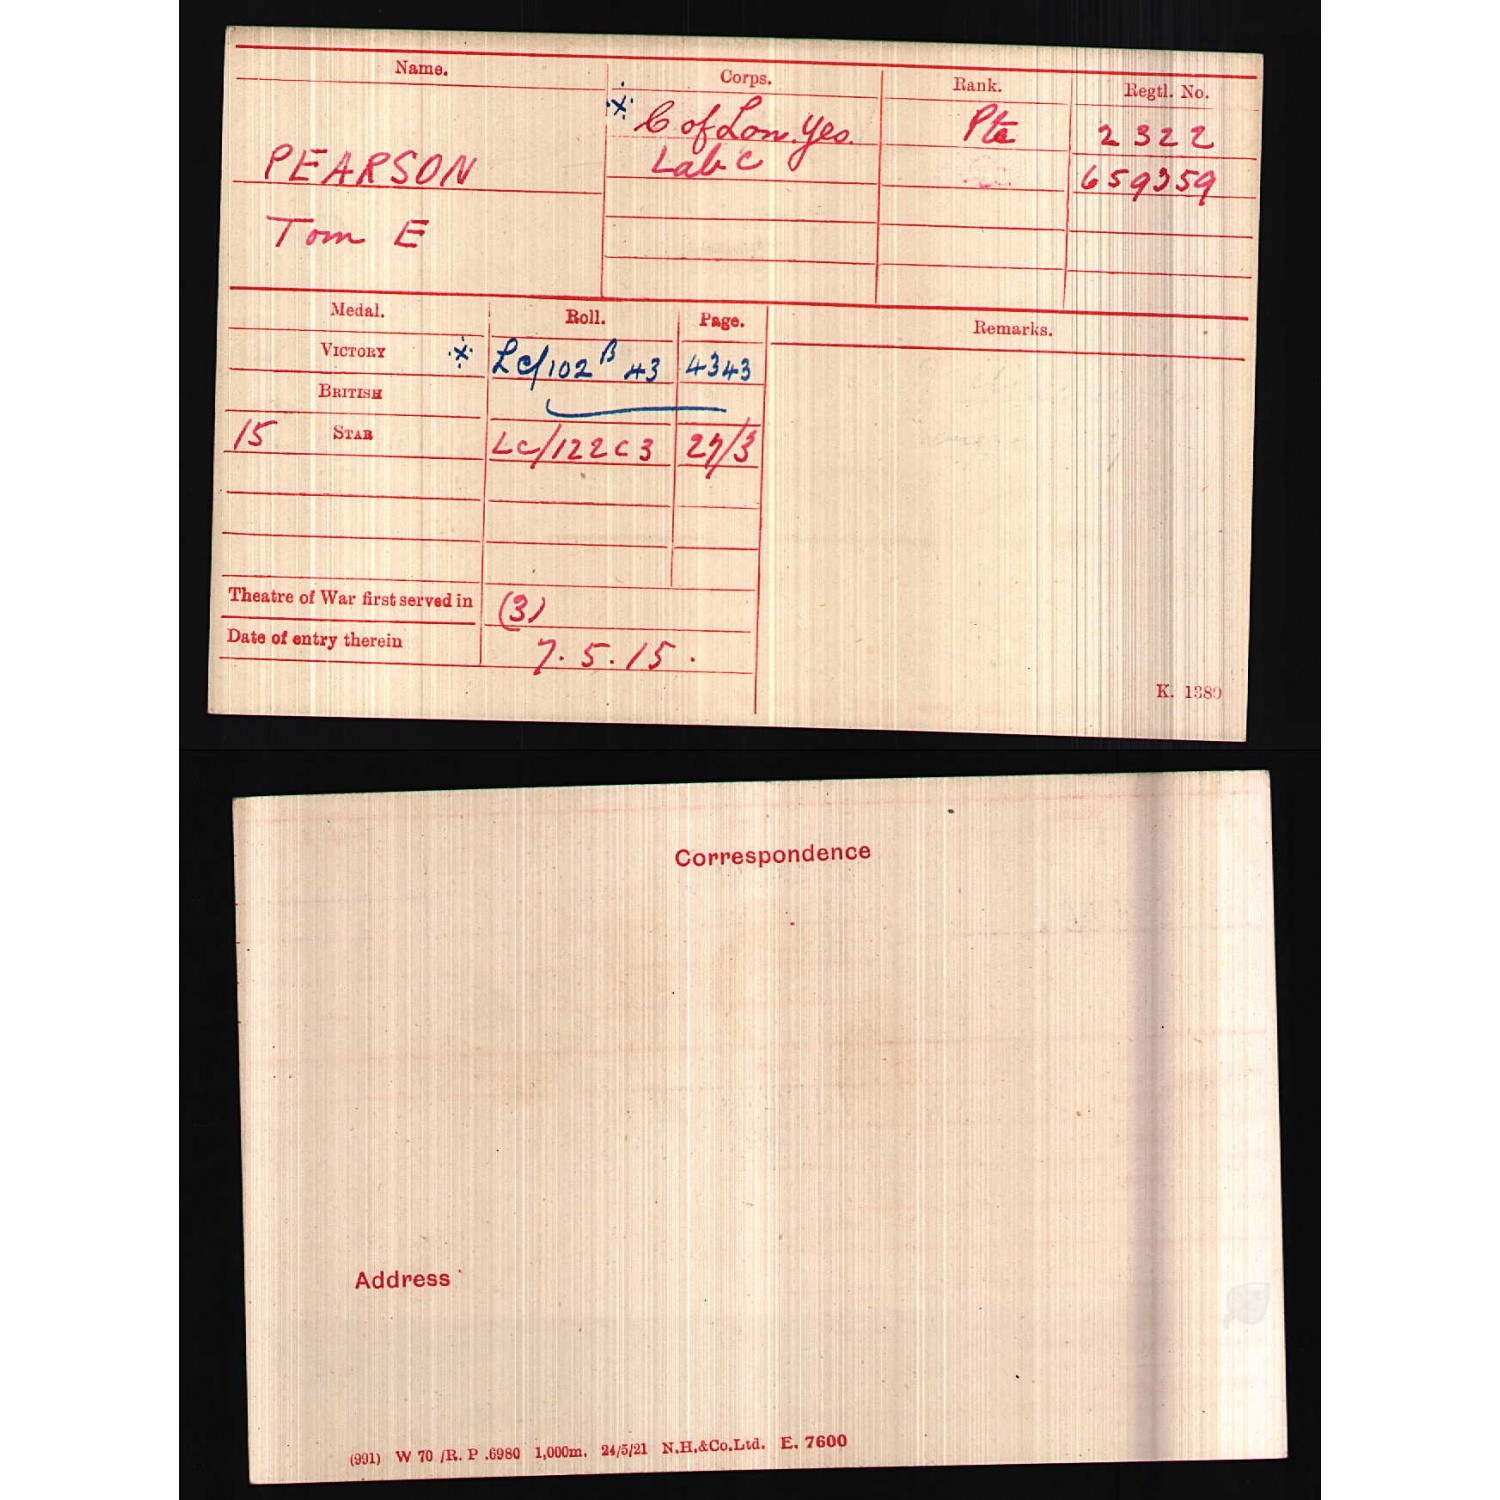 Name. Corps. Rank. Regtl. No.
C of Lon. Yeo. Pte 2322
PEARSON Lab C 659359
Tom E
Medal. Roll. Page. Remarks.
VICTORY LC/102 B 43 4343
BRITISH
15 STAR LC/122 C 3 27/3
Theatre of War first served in (3)
Date of entry therein 7.5.15.
K. 1380
Correspondence
Address
(991) W 70 /R. P .6980 1,000m. 24/5/21 N.H.&Co.Ltd. E. 7600